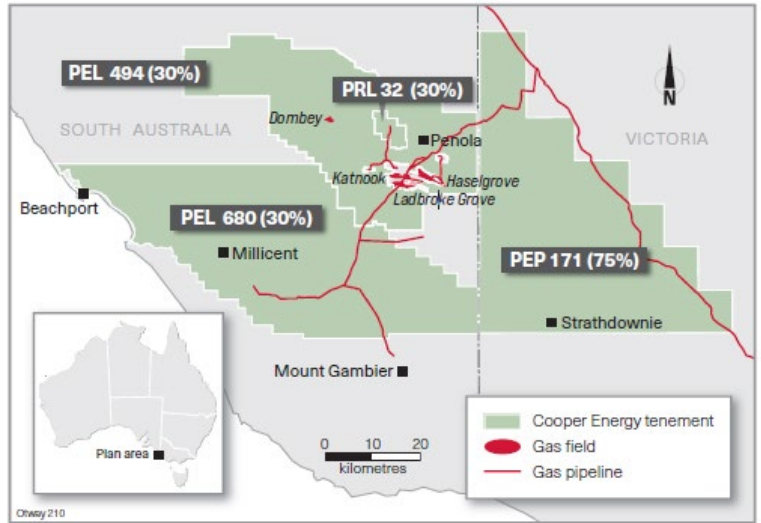 PEL 494 (30%)
PRL 32 (30%)
Dombey
SOUTH AUSTRALIA
VICTORIA
N
Penola
Katnook
Haselgrove
Ladbroke Grove
Beachport
PEL 680 (30%)
Millicent
PEP 171 (75%)
Strathdownie
Mount Gambier
Plan area
0 10 20
kilometres
Cooper Energy tenement
Gas field
Gas pipeline
Otway 210